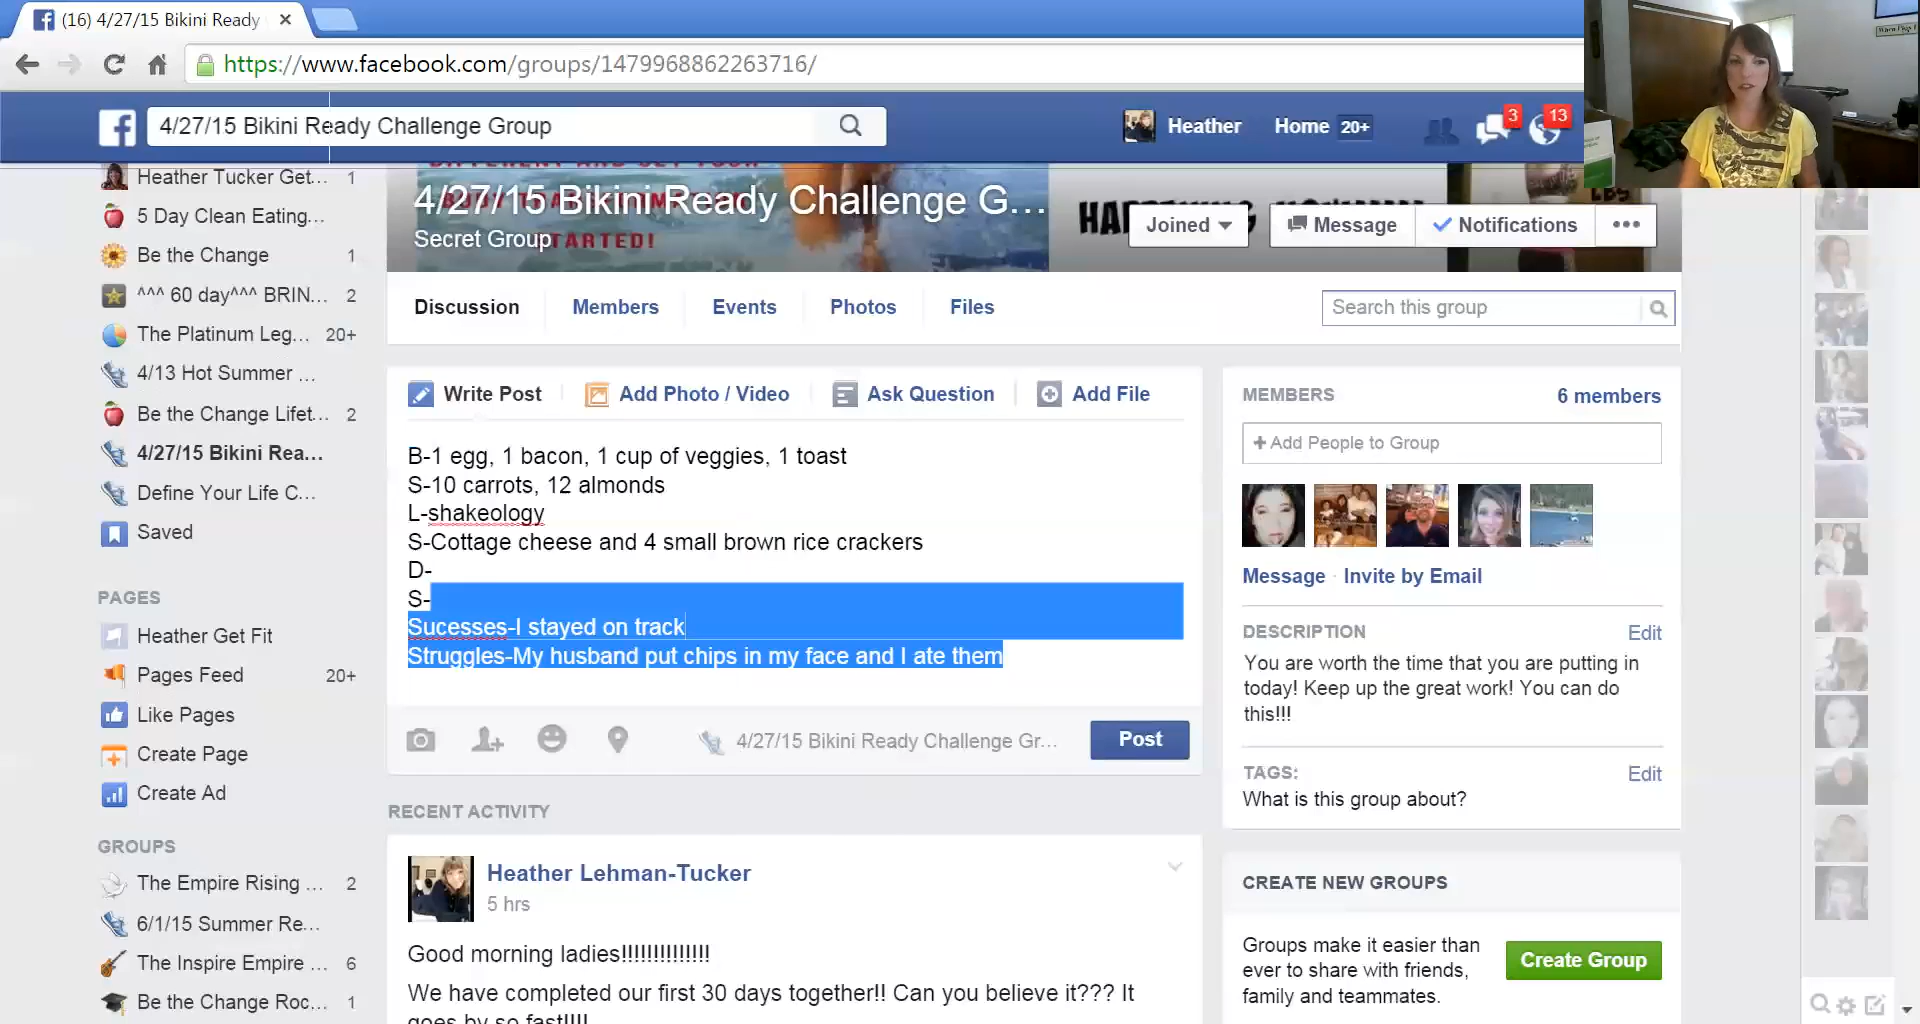 (16) 4/27/15 Bikini Ready
https://www.facebook.com/groups/1479968862263716/
4/27/15 Bikini Ready Challenge Group
Heather
Home 20+
3
13
Heather Tucker Get... 1
5 Day Clean Eating...
Be the Change 1
^^^ 60 day^^^ BRIN... 2
The Platinum Leg... 20+
4/13 Hot Summer ...
Be the Change Lifet... 2
4/27/15 Bikini Rea...
Define Your Life C...
Saved
PAGES
Heather Get Fit
Pages Feed 20+
Like Pages
Create Page
Create Ad
GROUPS
The Empire Rising ... 2
6/1/15 Summer Re...
The Inspire Empire ... 6
Be the Change Roc... 1
4/27/15 Bikini Ready Challenge G...
Secret Group
STARTED!
LBS
Joined
Message
Notifications
Discussion
Members
Events
Photos
Files
Search this group
Write Post
Add Photo / Video
Ask Question
Add File
B-1 egg, 1 bacon, 1 cup of veggies, 1 toast
S-10 carrots, 12 almonds
L-shakeology
S-Cottage cheese and 4 small brown rice crackers
D-
S-
Sucesses-I stayed on track
Struggles-My husband put chips in my face and I ate them
4/27/15 Bikini Ready Challenge Gr...
Post
RECENT ACTIVITY
Heather Lehman-Tucker
5 hrs
Good morning ladies!!!!!!!!!!!!!!
We have completed our first 30 days together!! Can you believe it??? It
goes by so fast!!!!
MEMBERS
6 members
+ Add People to Group
Message · Invite by Email
DESCRIPTION
Edit
You are worth the time that you are putting in
today! Keep up the great work! You can do
this!!!
TAGS:
Edit
What is this group about?
CREATE NEW GROUPS
Groups make it easier than
ever to share with friends,
family and teammates.
Create Group